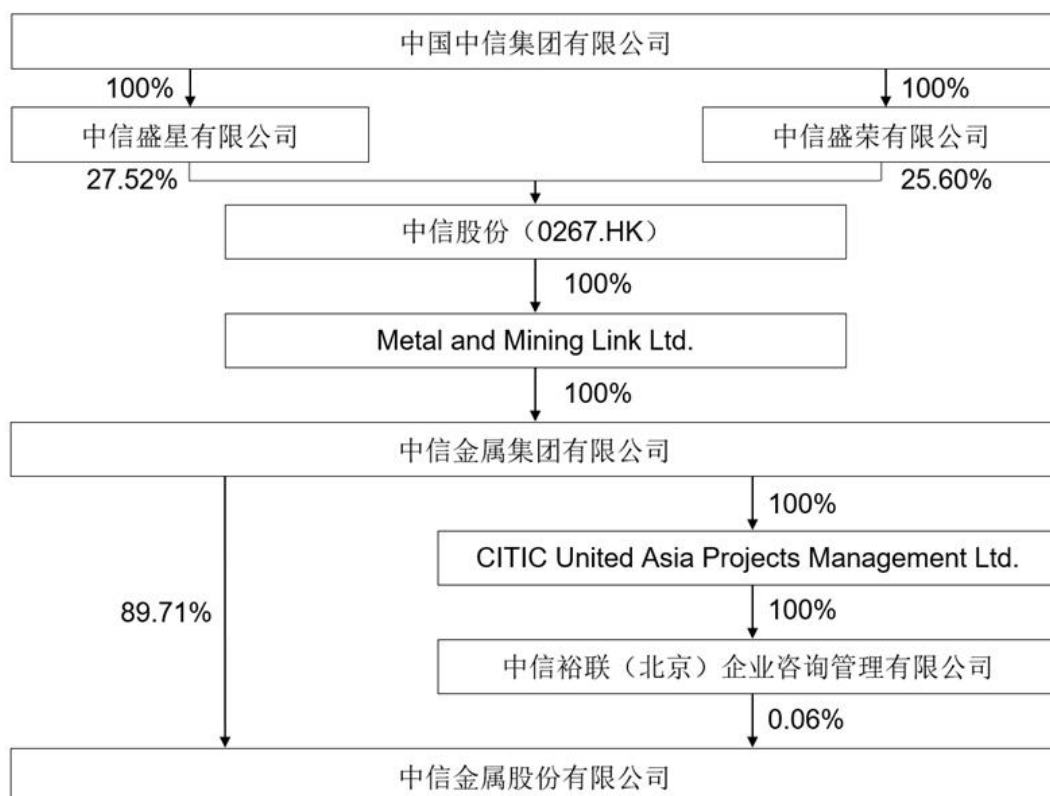 中国中信集团有限公司
100%
100%
中信盛星有限公司
中信盛荣有限公司
27.52%
25.60%
中信股份（0267.HK）
100%
Metal and Mining Link Ltd.
100%
中信金属集团有限公司
100%
CITIC United Asia Projects Management Ltd.
89.71%
100%
中信裕联（北京）企业咨询管理有限公司
0.06%
中信金属股份有限公司